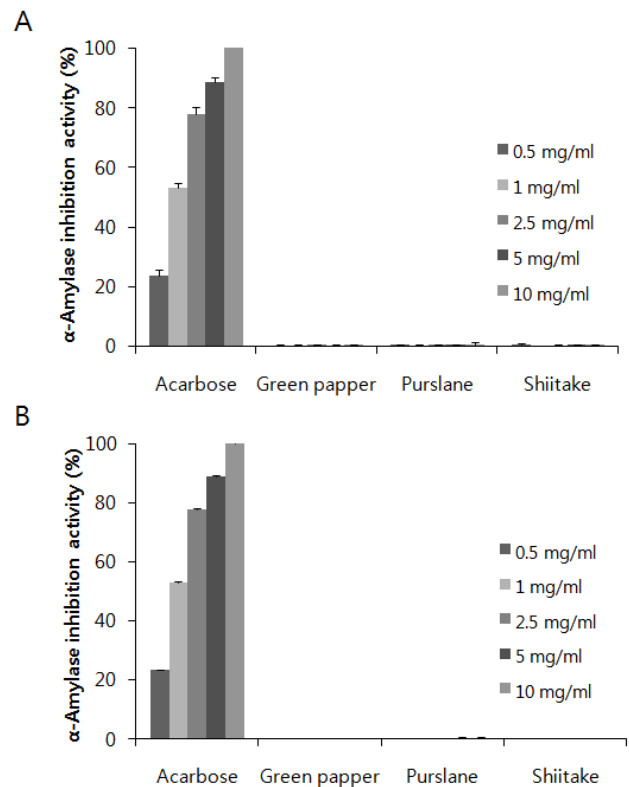 A
α-Amylase inhibition activity (%)
100
80
60
40
20
0
0.5 mg/ml
1 mg/ml
2.5 mg/ml
5 mg/ml
10 mg/ml
Acarbose Green papper Purslane Shiitake
B
α-Amylase inhibition activity (%)
100
80
60
40
20
0
0.5 mg/ml
1 mg/ml
2.5 mg/ml
5 mg/ml
10 mg/ml
Acarbose Green papper Purslane Shiitake